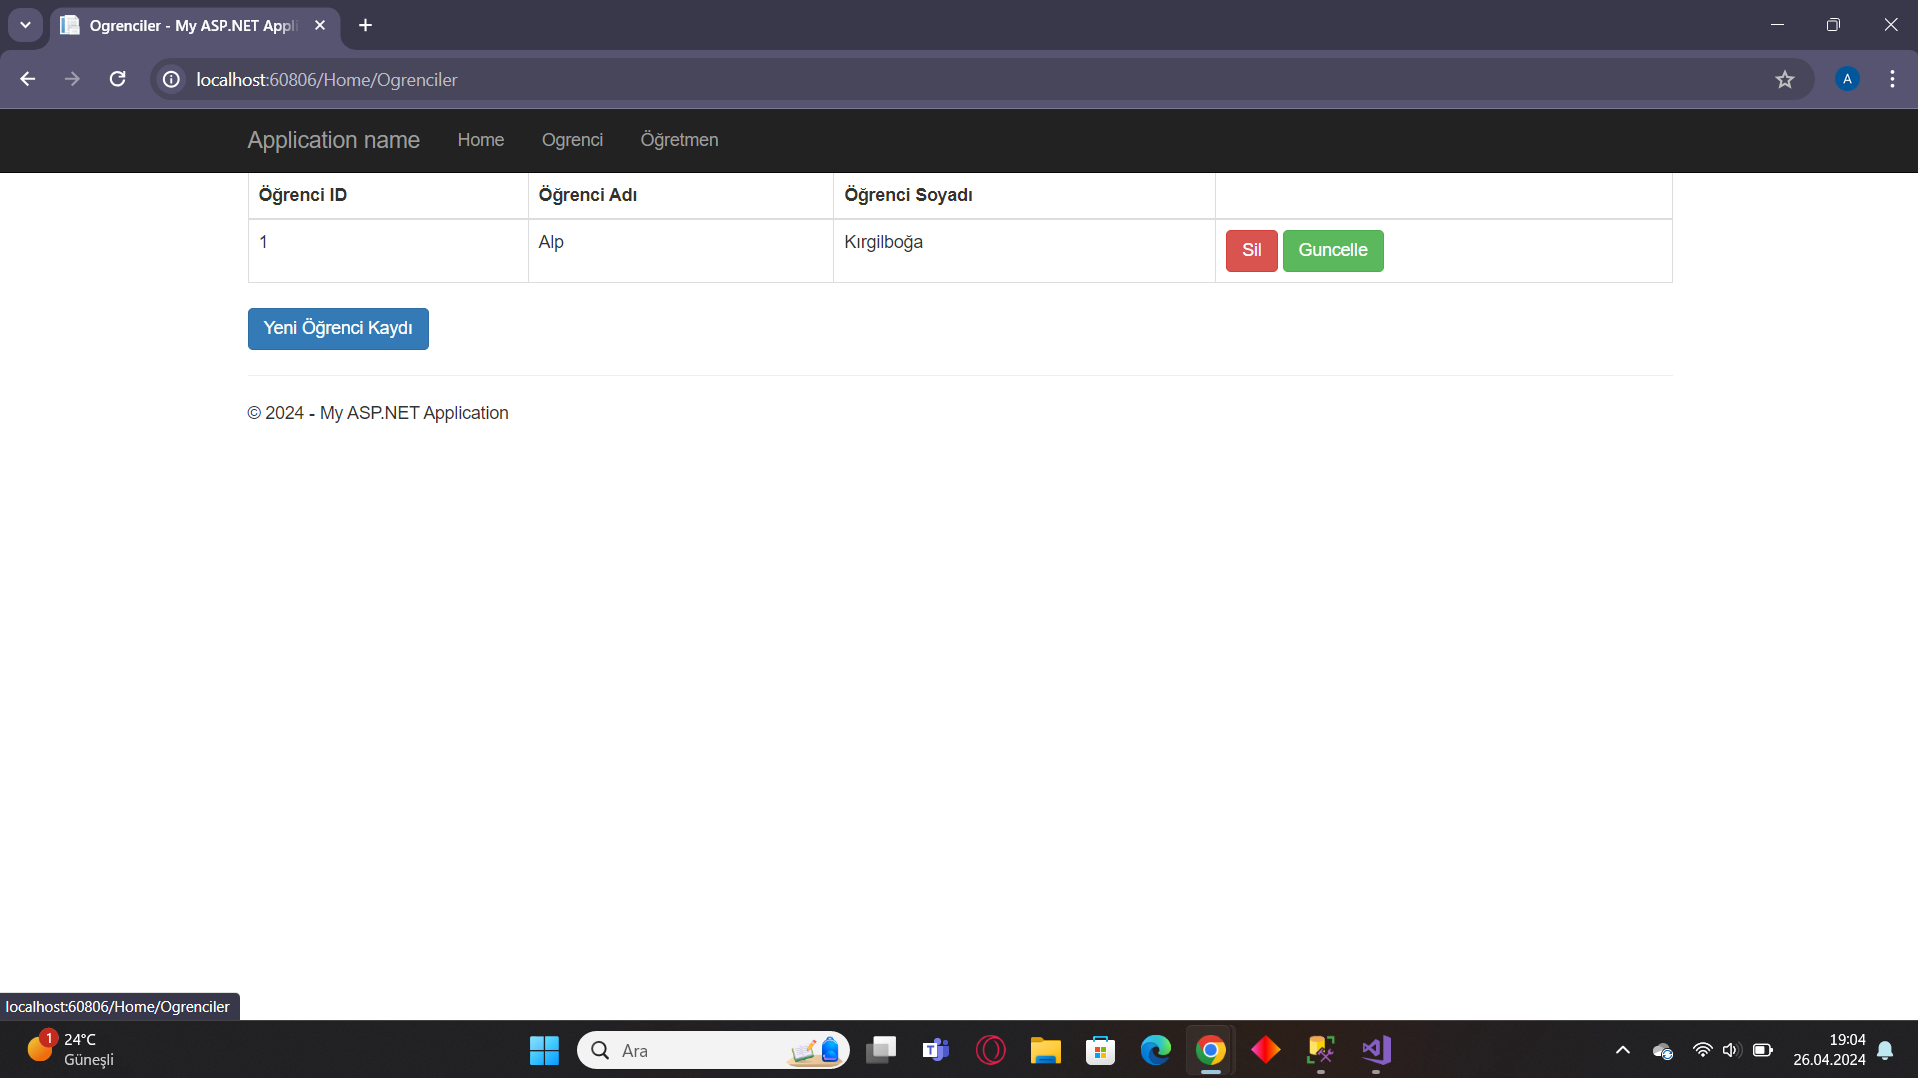 Ogrenciler - My ASP.NET Appli
localhost:60806/Home/Ogrenciler
A
Application name Home Ogrenci Öğretmen
Öğrenci ID Öğrenci Adı Öğrenci Soyadı
1 Alp Kırgilboğa Sil Guncelle
Yeni Öğrenci Kaydı
© 2024 - My ASP.NET Application
localhost:60806/Home/Ogrenciler
1
24°C
Güneşli
Ara
19:04
26.04.2024